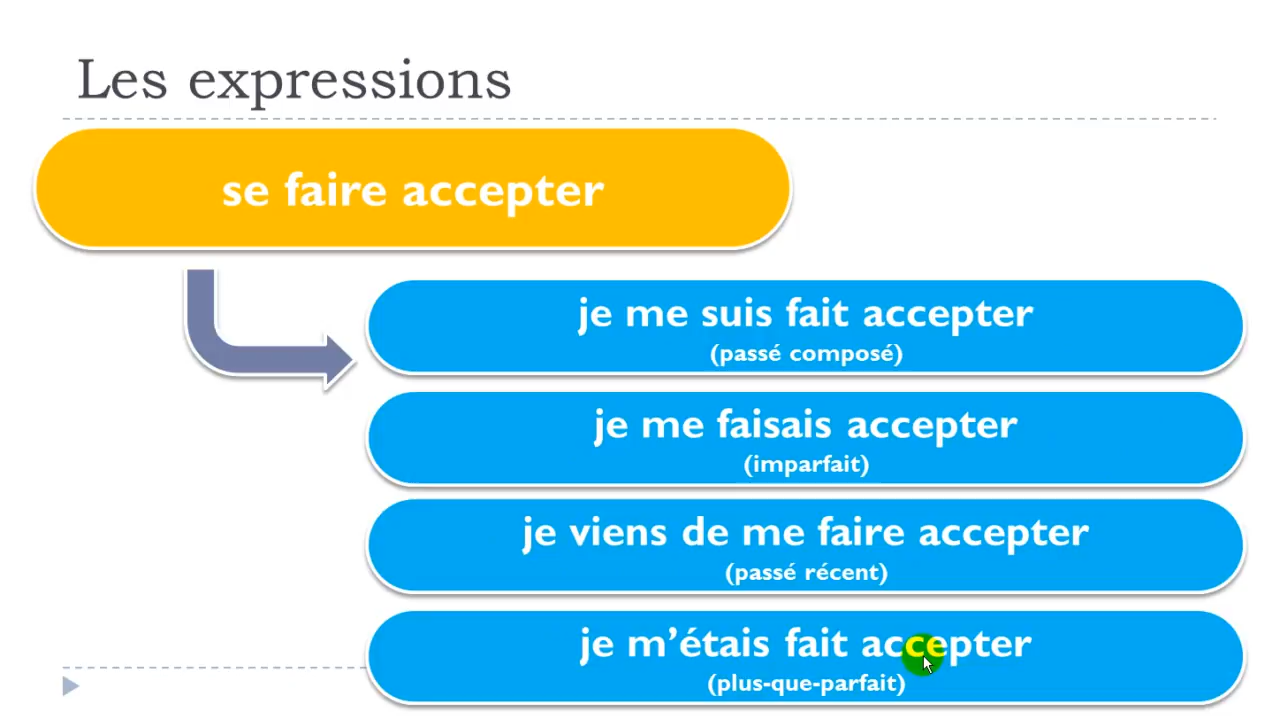 Les expressions
se faire accepter
je me suis fait accepter
(passé composé)
je me faisais accepter
(imparfait)
je viens de me faire accepter
(passé récent)
je m’étais fait accepter
(plus-que-parfait)